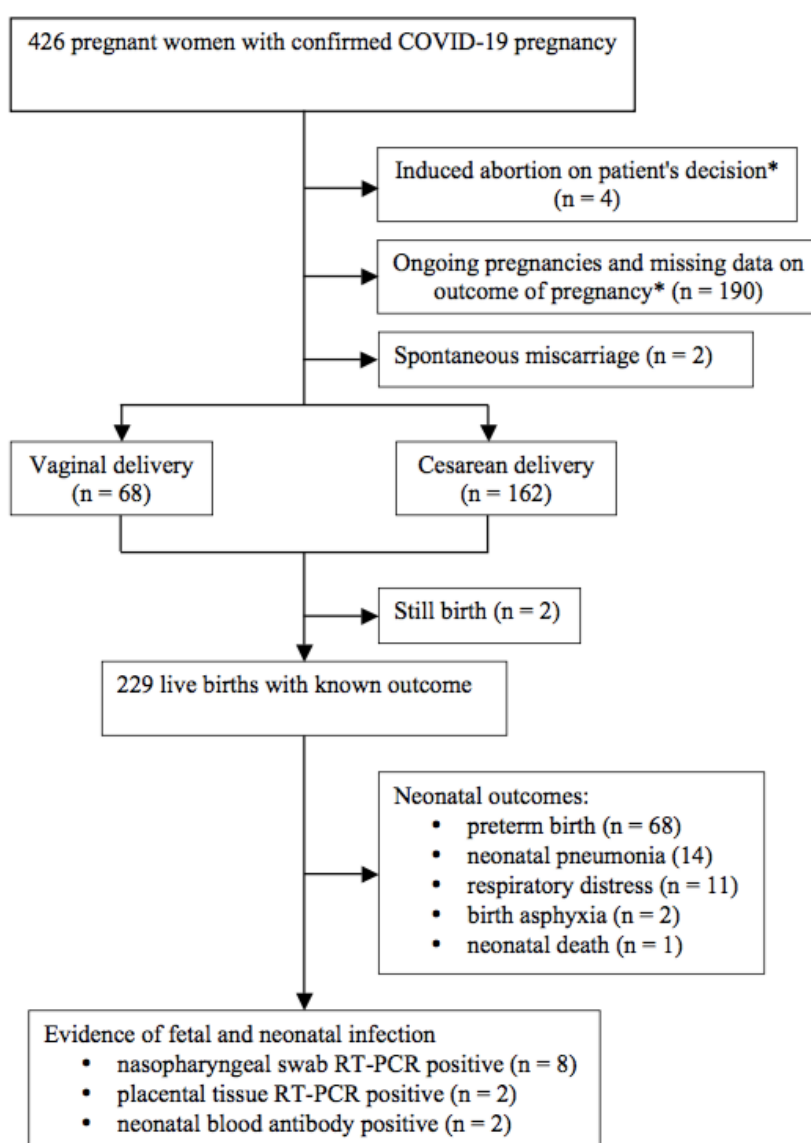 426 pregnant women with confirmed COVID-19 pregnancy
Induced abortion on patient's decision*
(n = 4)
Ongoing pregnancies and missing data on
outcome of pregnancy* (n = 190)
Spontaneous miscarriage (n = 2)
Vaginal delivery
(n = 68)
Cesarean delivery
(n = 162)
Still birth (n = 2)
229 live births with known outcome
Neonatal outcomes:
• preterm birth (n = 68)
• neonatal pneumonia (14)
• respiratory distress (n = 11)
• birth asphyxia (n = 2)
• neonatal death (n = 1)
Evidence of fetal and neonatal infection
• nasopharyngeal swab RT-PCR positive (n = 8)
• placental tissue RT-PCR positive (n = 2)
• neonatal blood antibody positive (n = 2)